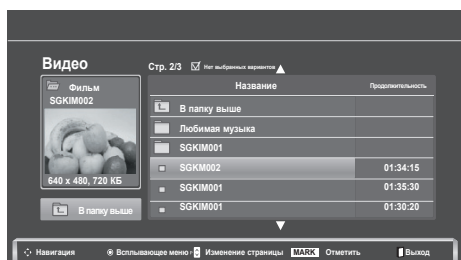 Видео
Стр. 2/3 Нет выбранных вариантов
Фильм
SGKIM002
640 x 480, 720 КБ
В папку выше
Название Продолжительность
В папку выше
Любимая музыка
SGKIM001
SGKIM002 01:34:15
SGKIM001 01:35:30
SGKIM001 01:30:20
Навигация Всплывающее меню Изменение страницы MARK Отметить Выход